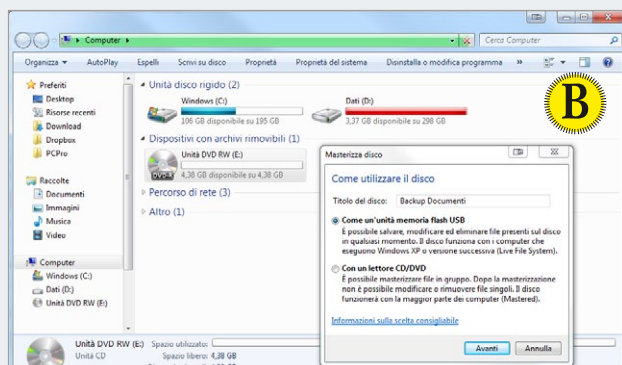 Computer
Cerca Computer
Organizza
AutoPlay
Espelli
Scrivi su disco
Proprietà
Proprietà del sistema
Disinstalla o modifica programma
»
Preferiti
Desktop
Risorse recenti
Download
Dropbox
PCPro
Raccolte
Documenti
Immagini
Musica
Video
Computer
Windows (C:)
Dati (D:)
Unità DVD RW (E:)
Unità disco rigido (2)
Windows (C:)
106 GB disponibile su 195 GB
Dati (D:)
3,37 GB disponibile su 298 GB
Dispositivi con archivi rimovibili (1)
Unità DVD RW (E:)
DVD-R
4,38 GB disponibile su 4,38 GB
Percorso di rete (3)
Altro (1)
B
Masterizza disco
Come utilizzare il disco
Titolo del disco: Backup Documenti
Come un'unità memoria flash USB
È possibile salvare, modificare ed eliminare file presenti sul disco
in qualsiasi momento. Il disco funziona con i computer che
eseguono Windows XP o versione successiva (Live File System).
Con un lettore CD/DVD
È possibile masterizzare file in gruppo. Dopo la masterizzazione
non è possibile modificare o rimuovere file singoli. Il disco
funzionerà con la maggior parte dei computer (Mastered).
Informazioni sulla scelta consigliabile
Avanti
Annulla
Unità DVD RW (E:) Spazio utilizzato:
Unità CD Spazio libero: 4,38 GB